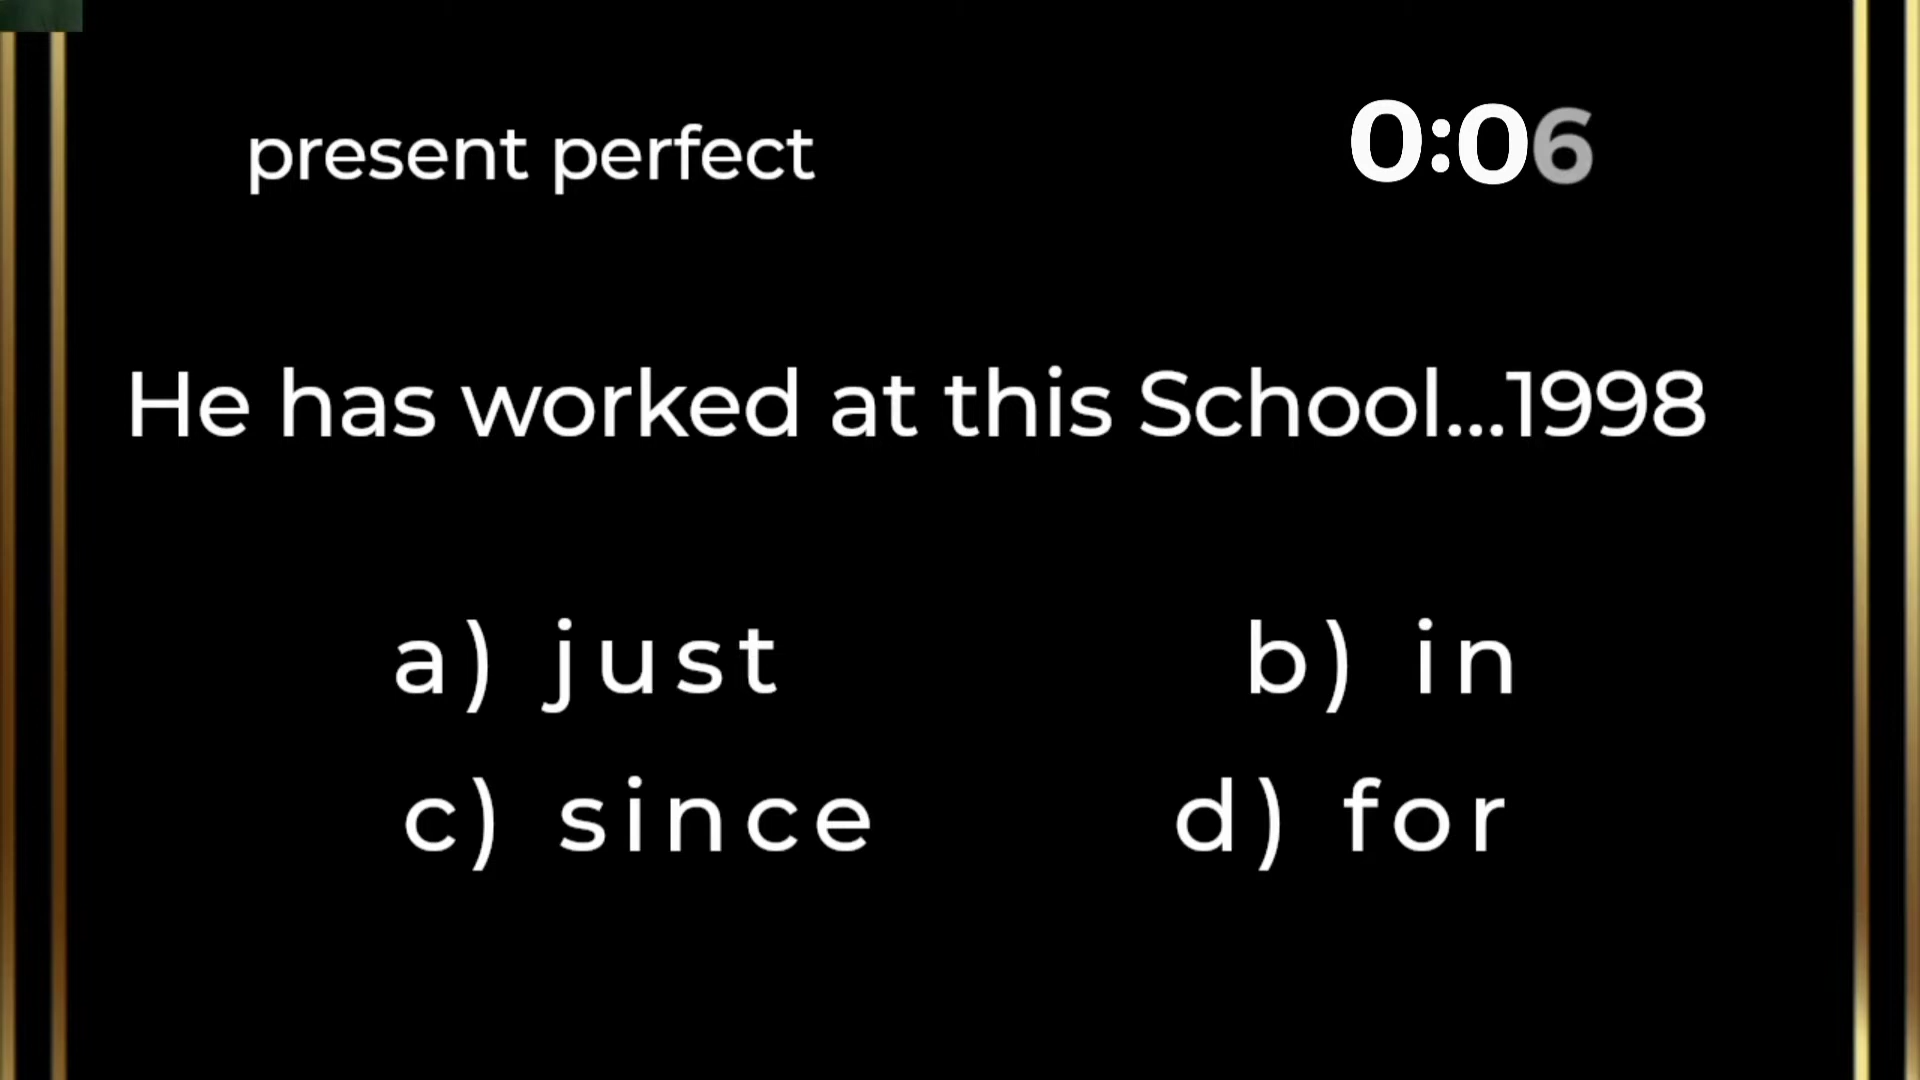 present perfect
0:06
He has worked at this School...1998
a) just
b) in
c) since
d) for